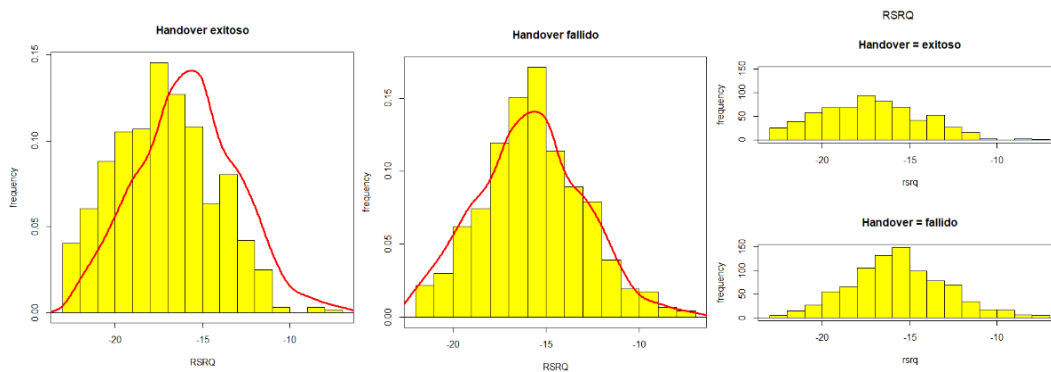 Handover exitoso
frequency
0.00 0.05 0.10 0.15
-20 -15 -10
RSRQ
Handover fallido
frequency
0.00 0.05 0.10 0.15
-20 -15 -10
RSRQ
RSRQ
Handover = exitoso
frequency
0 50 100 150
-20 -15 -10
rsrq
Handover = fallido
frequency
0 50 100 150
-20 -15 -10
rsrq